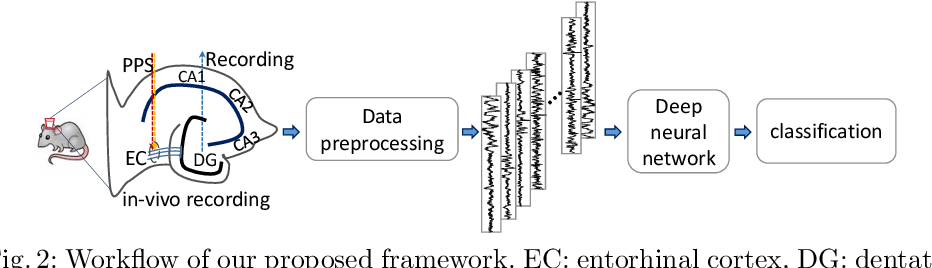 PPS
Recording
CA1
CA2
CA3
EC
DG
in-vivo recording
Data
preprocessing
Deep
neural
network
classification
ig. 2: Workflow of our proposed framework. EC: entorhinal cortex. DG: dentat